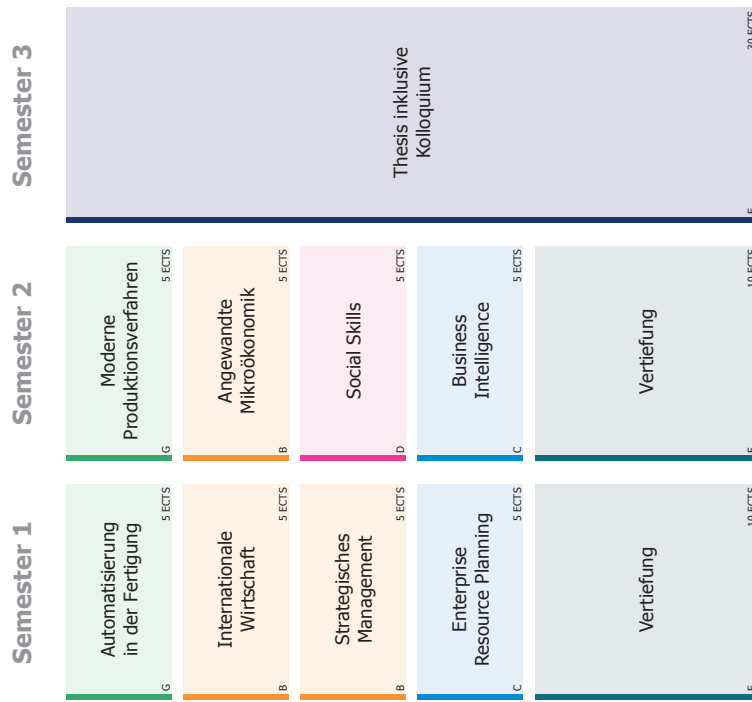 Semester 1
Automatisierung
in der Fertigung
G
5 ECTS
Internationale
Wirtschaft
B
5 ECTS
Strategisches
Management
B
5 ECTS
Enterprise
Resource Planning
C
5 ECTS
Vertiefung
10 ECTS
Semester 2
Moderne
Produktionsverfahren
G
5 ECTS
Angewandte
Mikroökonomik
B
5 ECTS
Social Skills
D
5 ECTS
Business
Intelligence
C
5 ECTS
Vertiefung
10 ECTS
Semester 3
Thesis inklusive
Kolloquium
ECTS